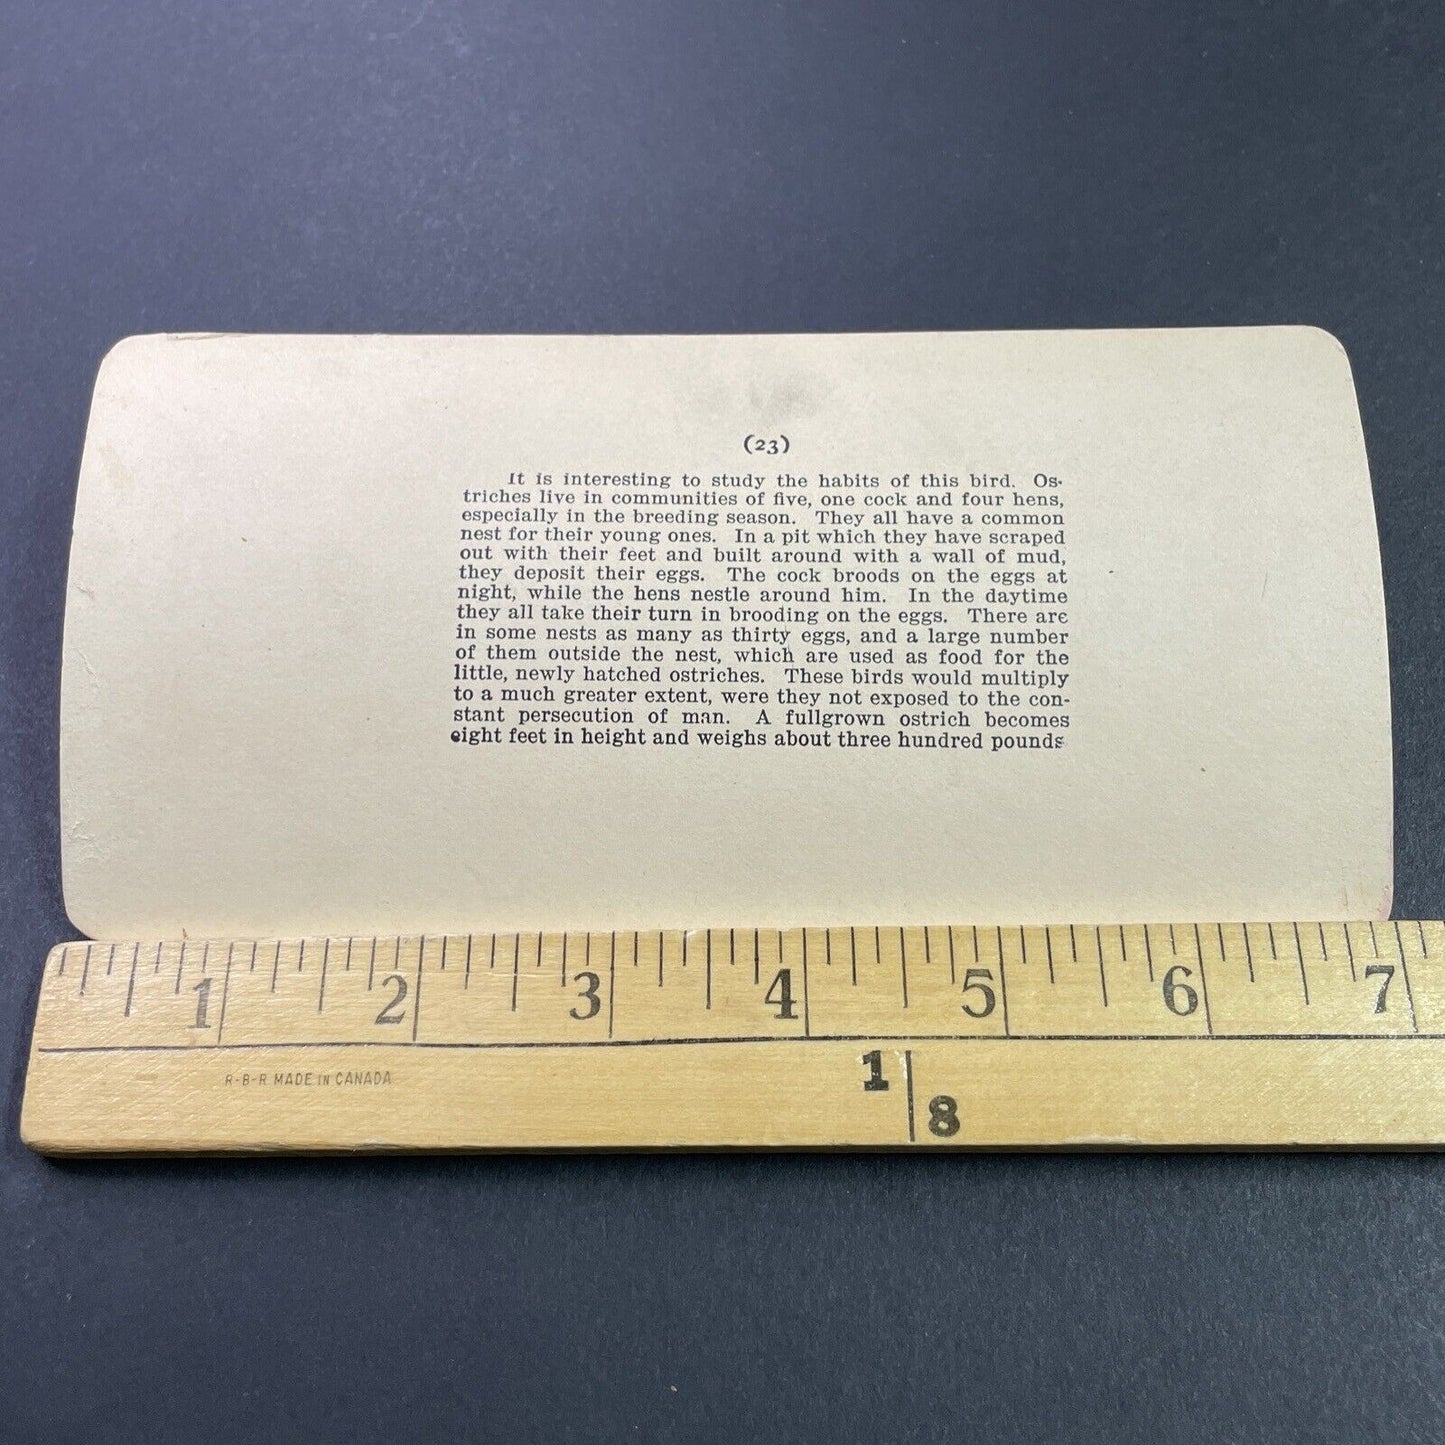 (23)
It is interesting to study the habits of this bird. Os-
triches live in communities of five, one cock and four hens,
especially in the breeding season. They all have a common
nest for their young ones. In a pit which they have scraped
out with their feet and built around with a wall of mud,
they deposit their eggs. The cock broods on the eggs at
night, while the hens nestle around him. In the daytime
they all take their turn in brooding on the eggs. There are
in some nests as many as thirty eggs, and a large number
of them outside the nest, which are used as food for the
little, newly hatched ostriches. These birds would multiply
to a much greater extent, were they not exposed to the con-
stant persecution of man. A fullgrown ostrich becomes
eight feet in height and weighs about three hundred pounds
1 2 3 4 5 6 7
R-B-R MADE IN CANADA
1
8